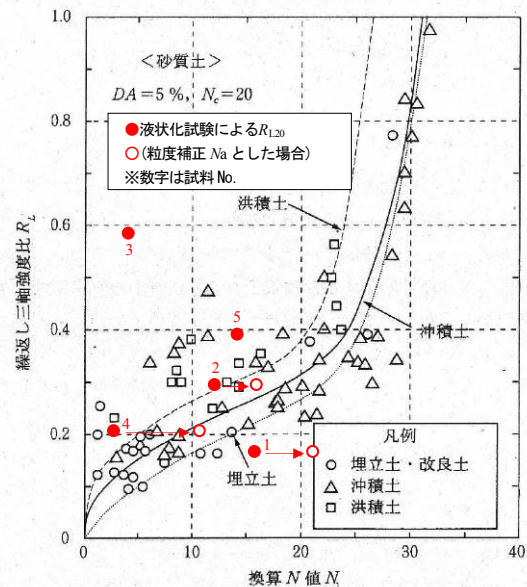 1.0
0.8
0.6
0.4
0.2
0
繰返し三軸強度比 R_L
<砂質土>
DA=5 %, N_c=20
●液状化試験によるR_L20
○(粒度補正 Na とした場合)
※数字は試料 No.
洪積土
沖積土
埋立土
3
5
2
4
1
凡例
○ 埋立土・改良土
△ 沖積土
□ 洪積土
0 10 20 30 40
換算 N 値 N₁